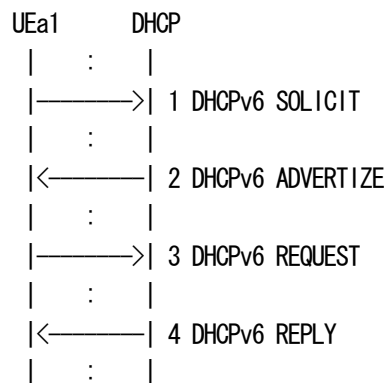 UEa1 DHCP
| : |
|--------->| 1 DHCPv6 SOLICIT
| : |
|<---------| 2 DHCPv6 ADVERTIZE
| : |
|--------->| 3 DHCPv6 REQUEST
| : |
|<---------| 4 DHCPv6 REPLY
| : |